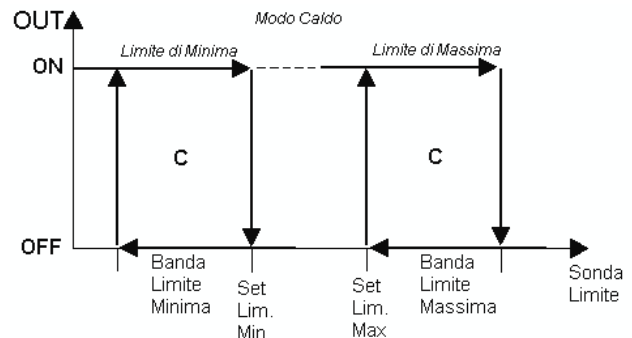 OUT
Modo Caldo
Limite di Minima
Limite di Massima
ON
C
C
OFF
Banda
Limite
Minima
Set
Lim.
Min
Set
Lim.
Max
Banda
Limite
Massima
Sonda
Limite